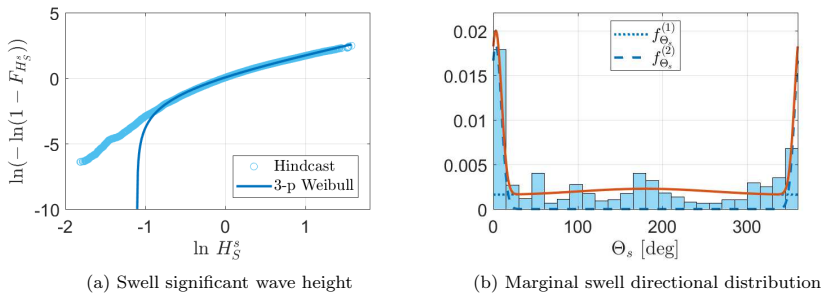 5
0
-5
-10
-2
-1
0
1
ln(− ln(1 − F_{H_S^s}))
ln H_S^s
Hindcast
3-p Weibull
(a) Swell significant wave height
0.02
0.015
0.01
0.005
0
0
100
200
300
f_{Θ_s}^{(1)}
f_{Θ_s}^{(2)}
Θ_s [deg]
(b) Marginal swell directional distribution